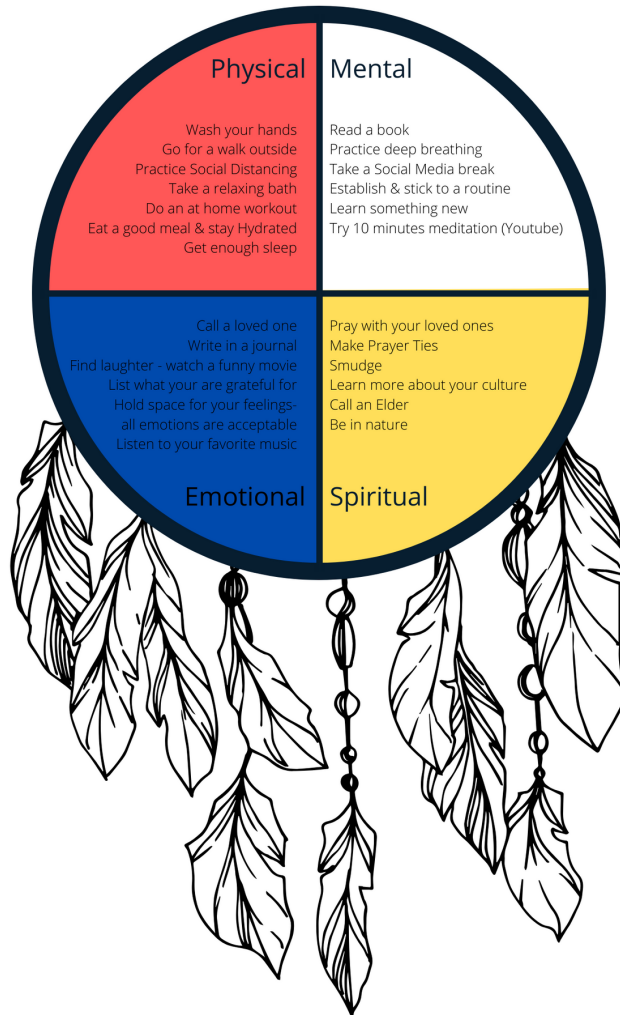 Physical
Wash your hands
Go for a walk outside
Practice Social Distancing
Take a relaxing bath
Do an at home workout
Eat a good meal & stay Hydrated
Get enough sleep
Mental
Read a book
Practice deep breathing
Take a Social Media break
Establish & stick to a routine
Learn something new
Try 10 minutes meditation (Youtube)
Call a loved one
Write in a journal
Find laughter - watch a funny movie
List what your are grateful for
Hold space for your feelings-
all emotions are acceptable
Listen to your favorite music
Emotional
Pray with your loved ones
Make Prayer Ties
Smudge
Learn more about your culture
Call an Elder
Be in nature
Spiritual